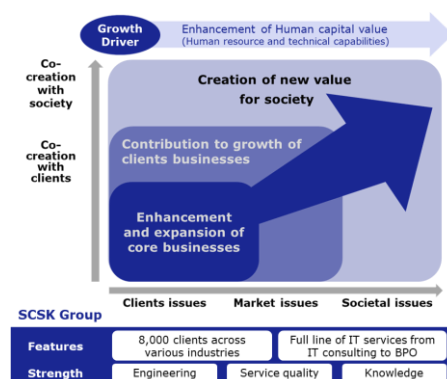 Growth
Driver
Enhancement of Human capital value
(Human resource and technical capabilities)
Co-
creation
with
society
Creation of new value
for society
Co-
creation
with
clients
Contribution to growth of
clients businesses
Enhancement
and expansion of
core businesses
Clients issues
Market issues
Societal issues
SCSK Group
Features
8,000 clients across
various industries
Full line of IT services from
IT consulting to BPO
Strength
Engineering
Service quality
Knowledge